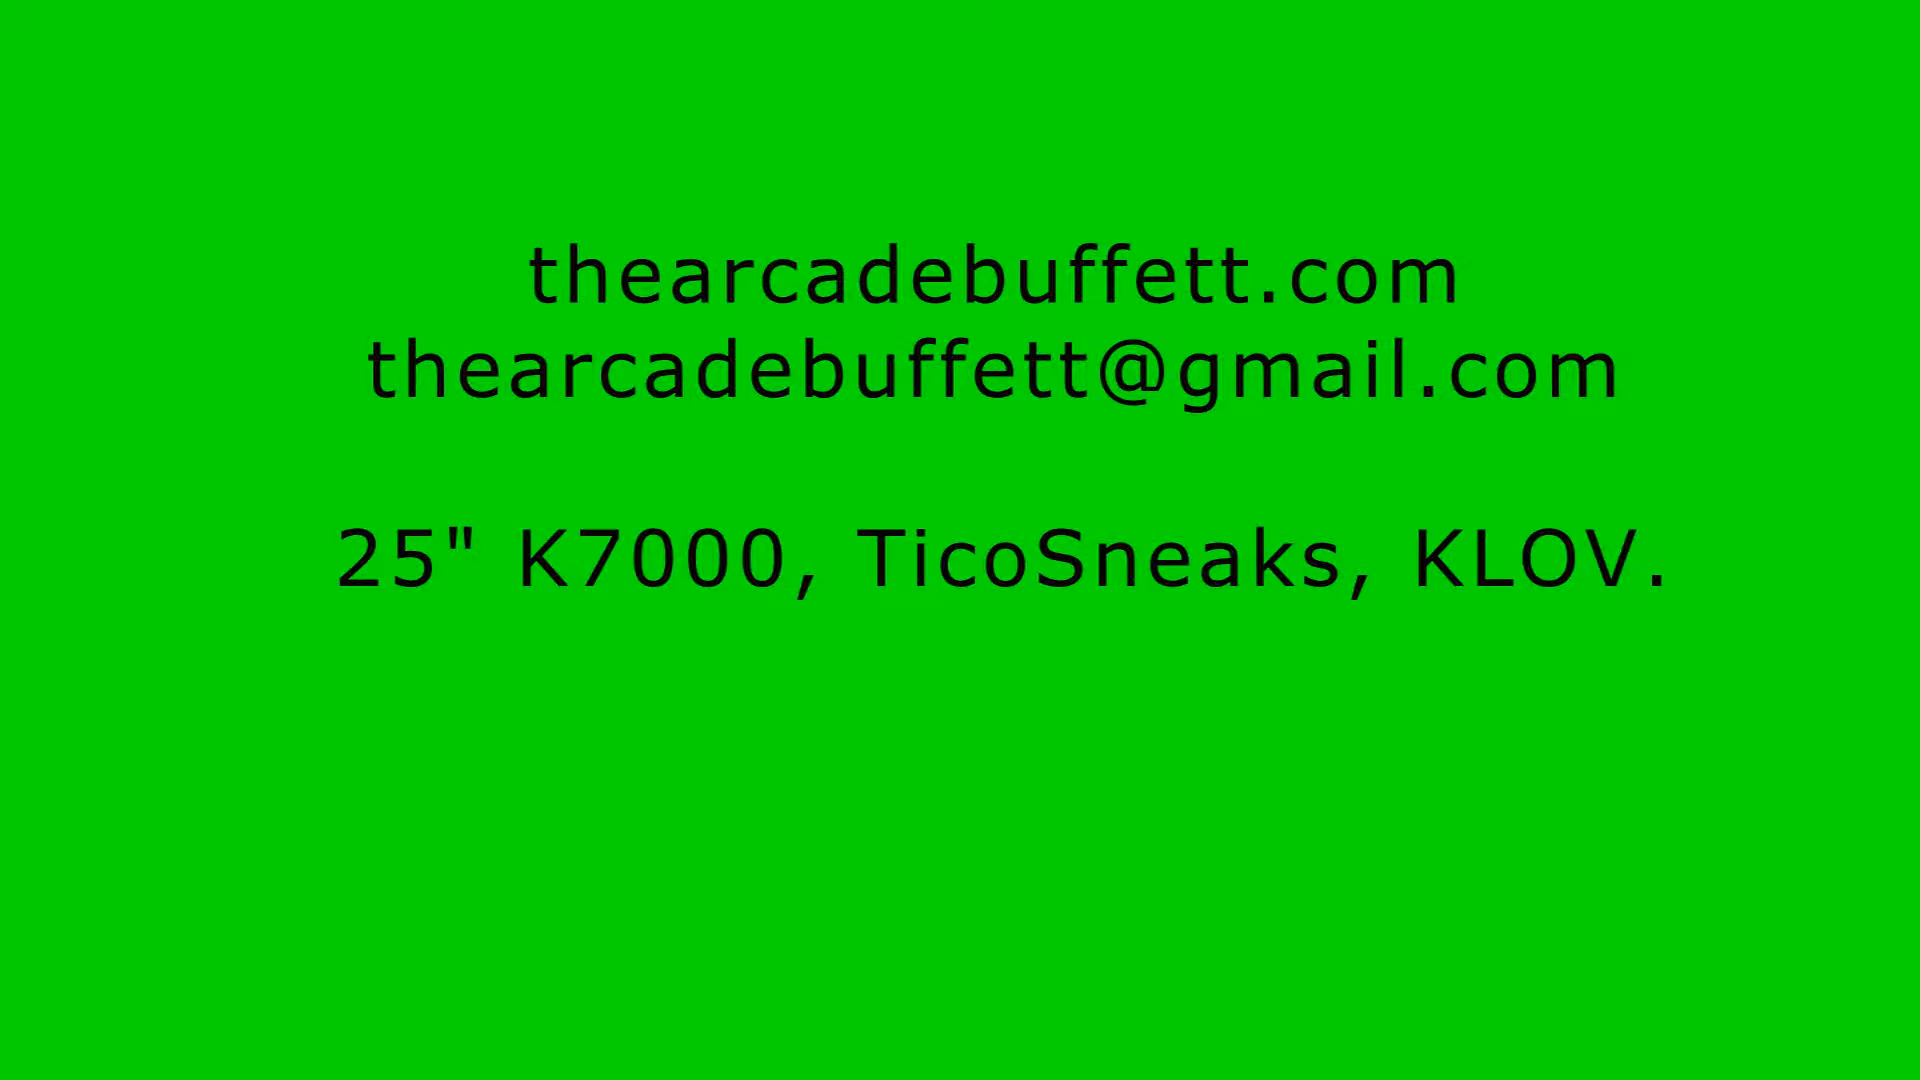 thearcadebuffett.com
thearcadebuffett@gmail.com
25" K7000, TicoSneaks, KLOV.